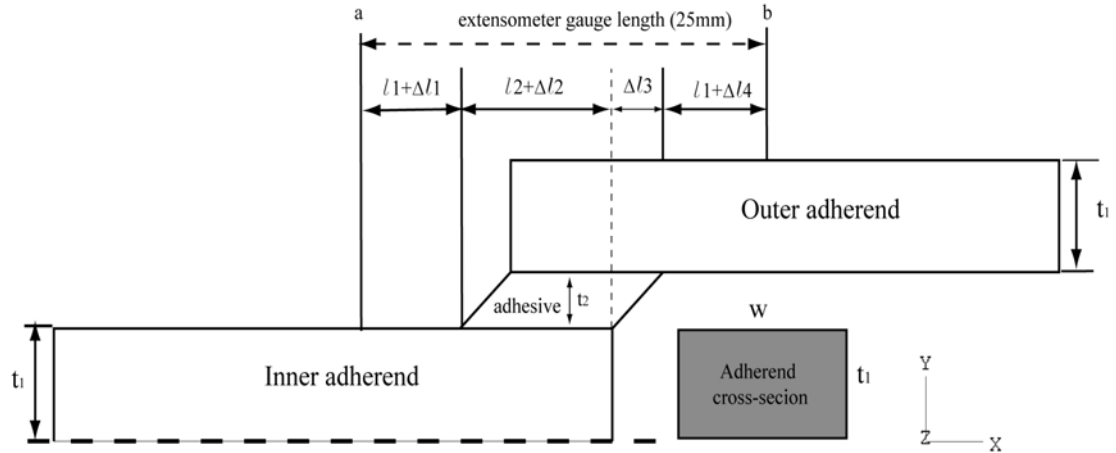 a
b
extensometer gauge length (25mm)
ℓ1+Δℓ1
ℓ2+Δℓ2
Δℓ3
ℓ1+Δℓ4
Outer adherend
t1
adhesive
t2
W
Inner adherend
t1
Adherend
cross-secion
t1
Y
Z
X